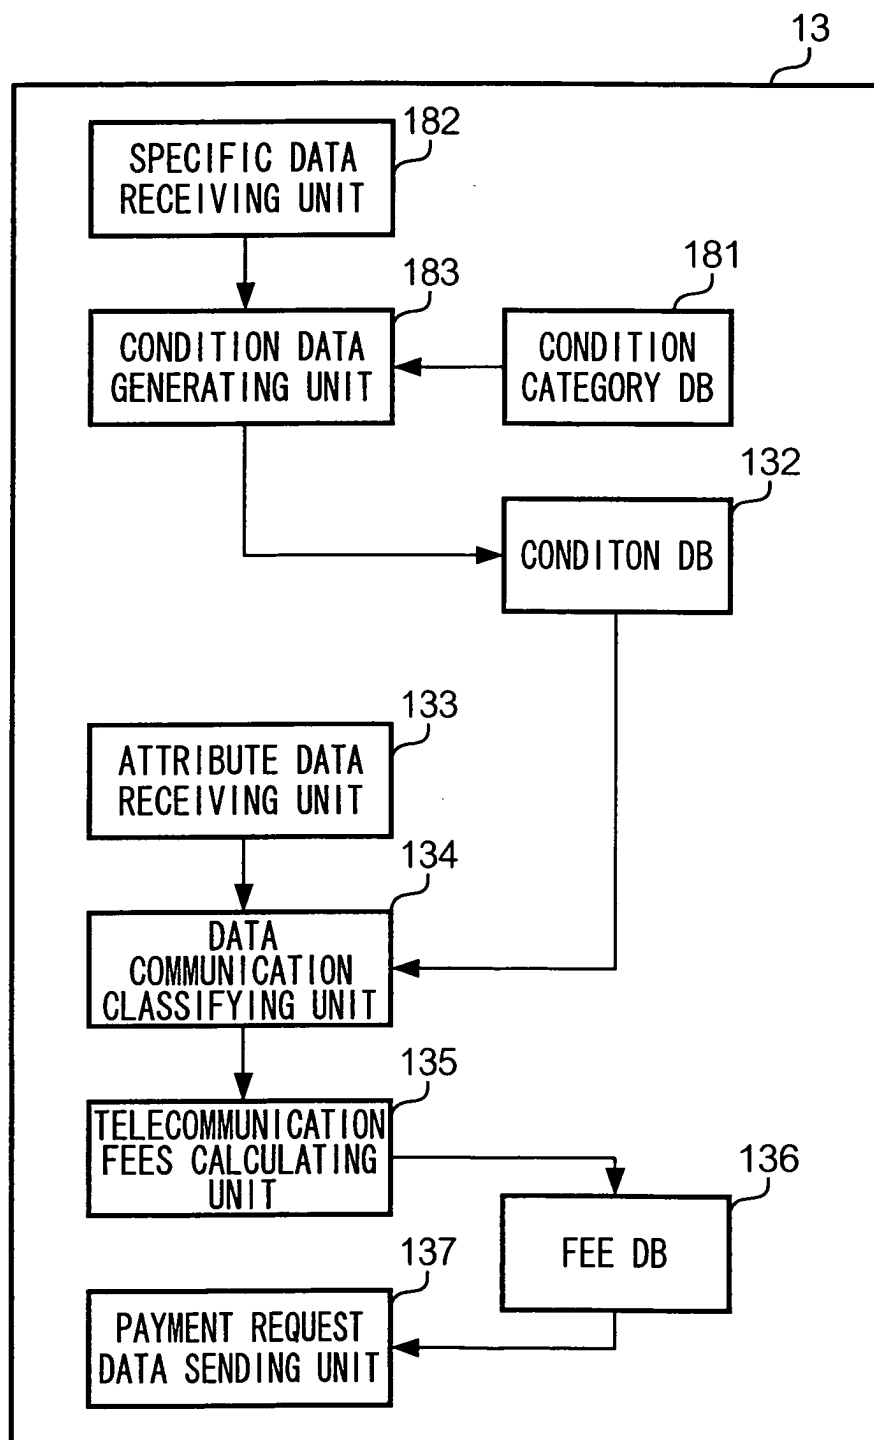 13
182
SPECIFIC DATA
RECEIVING UNIT
183
CONDITION DATA
GENERATING UNIT
181
CONDITION
CATEGORY DB
132
CONDITON DB
133
ATTRIBUTE DATA
RECEIVING UNIT
134
DATA
COMMUNICATION
CLASSIFYING UNIT
135
TELECOMMUNICATION
FEES CALCULATING
UNIT
136
FEE DB
137
PAYMENT REQUEST
DATA SENDING UNIT